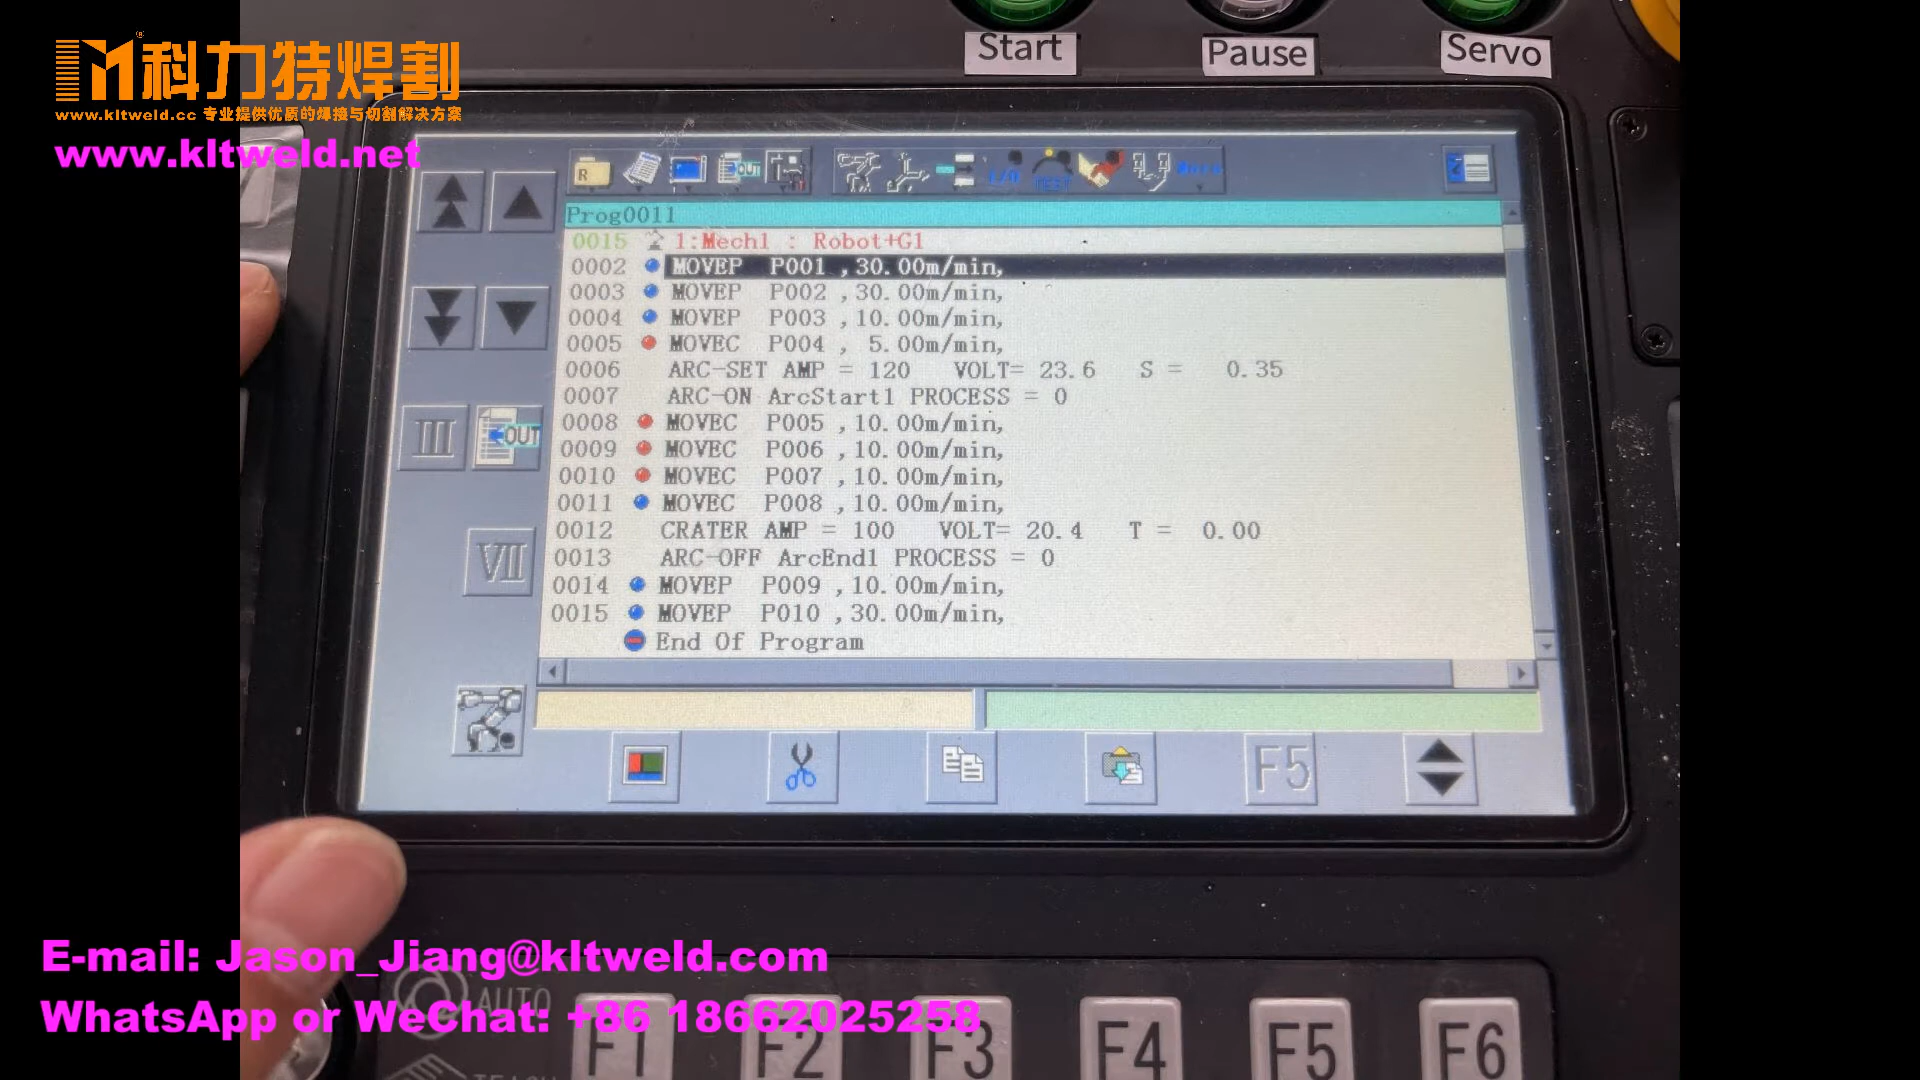 科力特焊割
www.kltweld.cc 专业提供优质的焊接与切割解决方案
www.kltweld.net
Start
Pause
Servo
R
OUT
I/O
TEST
More
Prog0011
0015 1:Mech1 : Robot+G1
0002 MOVEP P001 ,30.00m/min,
0003 MOVEP P002 ,30.00m/min,
0004 MOVEP P003 ,10.00m/min,
0005 MOVEC P004 , 5.00m/min,
0006 ARC-SET AMP = 120 VOLT= 23.6 S = 0.35
0007 ARC-ON ArcStart1 PROCESS = 0
0008 MOVEC P005 ,10.00m/min,
0009 MOVEC P006 ,10.00m/min,
0010 MOVEC P007 ,10.00m/min,
0011 MOVEC P008 ,10.00m/min,
0012 CRATER AMP = 100 VOLT= 20.4 T = 0.00
0013 ARC-OFF ArcEnd1 PROCESS = 0
0014 MOVEP P009 ,10.00m/min,
0015 MOVEP P010 ,30.00m/min,
End Of Program
III
OUT
VII
F5
E-mail: Jason_Jiang@kltweld.com
WhatsApp or WeChat: +86 18662025258
AUTO
TEACH
F1 F2 F3 F4 F5 F6